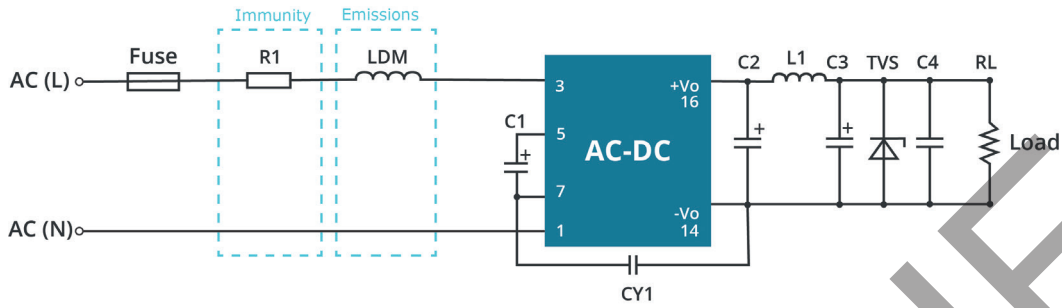 Immunity
Emissions
Fuse
R1
LDM
C2
L1
C3
TVS
C4
RL
AC (L)
3
+Vo
16
C1
5
AC-DC
Load
7
AC (N)
1
-Vo
14
CY1